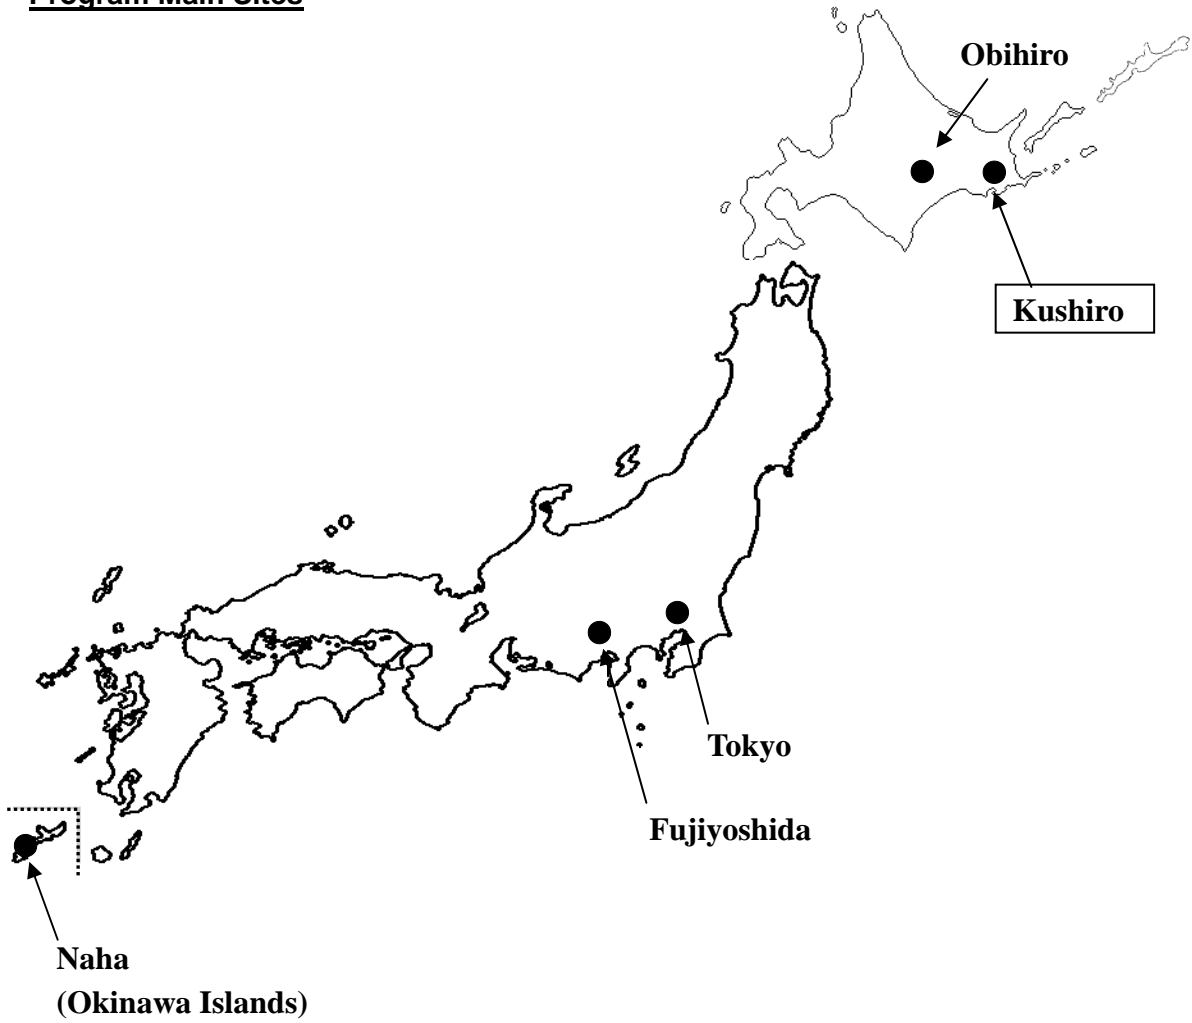 Program Main Sites
Obihiro
Kushiro
Tokyo
Fujiyoshida
Naha
(Okinawa Islands)